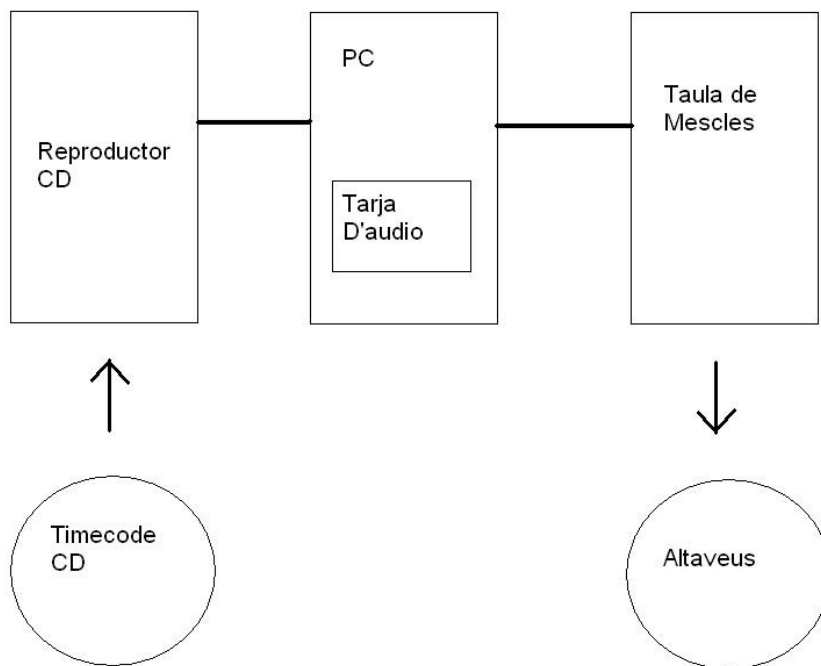 Reproductor
CD
PC
Tarja
D'audio
Taula de
Mescles
Timecode
CD
Altaveus